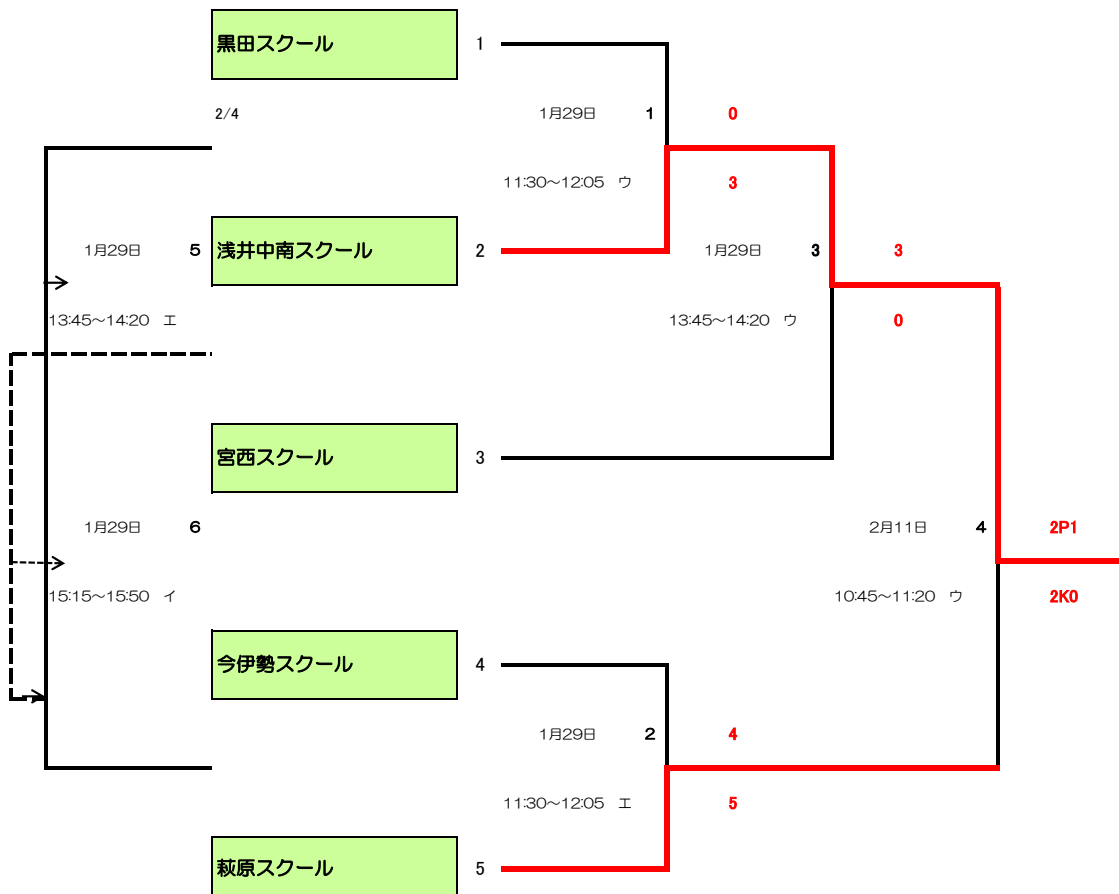 黒田スクール 1
2/4 1月29日 1 0
11:30～12:05 ウ 3
1月29日 5 浅井中南スクール 2 1月29日 3 3
13:45～14:20 エ 13:45～14:20 ウ 0
宮西スクール 3
1月29日 6 2月11日 4 2P1
15:15～15:50 イ 10:45～11:20 ウ 2K0
今伊勢スクール 4
1月29日 2 4
11:30～12:05 エ 5
萩原スクール 5